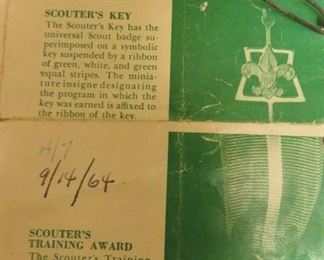 SCOUTER'S KEY
The Scouter's Key has the
universal Scout badge su-
perimposed on a symbolic
key suspended by a ribbon
of green, white, and green
equal stripes. The minia-
ture insigne designating
the program in which the
key was earned is affixed to
the ribbon of the key.
9/14/64
SCOUTER'S
TRAINING AWARD
The Scouter's Training